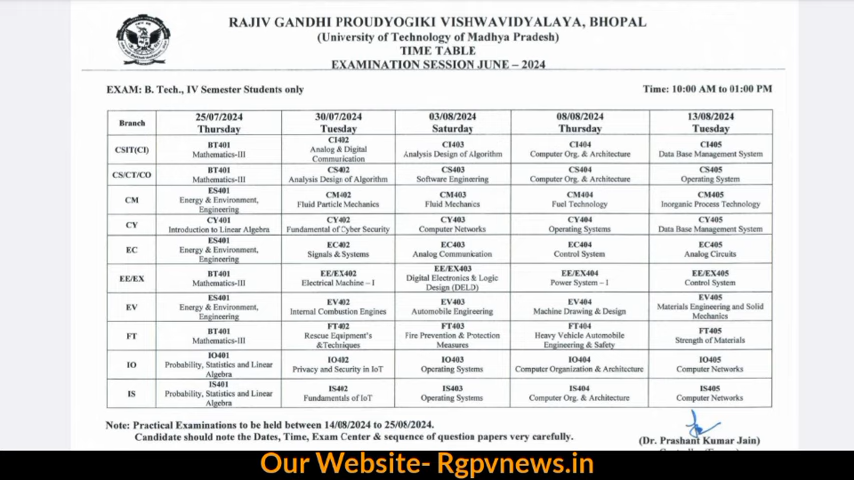 RAJIV GANDHI PROUDYOGIKI VISHWAVIDYALAYA, BHOPAL
(University of Technology of Madhya Pradesh)
TIME TABLE
EXAMINATION SESSION JUNE – 2024
EXAM: B. Tech., IV Semester Students only Time: 10:00 AM to 01:00 PM
Branch 25/07/2024 Thursday 30/07/2024 Tuesday 03/08/2024 Saturday 08/08/2024 Thursday 13/08/2024 Tuesday
CSIT(CI) BT401 Mathematics-III CI402 Analog & Digital Communication CI403 Analysis Design of Algorithm CI404 Computer Org. & Architecture CI405 Data Base Management System
CS/CT/CO BT401 Mathematics-III CS402 Analysis Design of Algorithm CS403 Software Engineering CS404 Computer Org. & Architecture CS405 Operating System
CM ES401 Energy & Environment, Engineering CM402 Fluid Particle Mechanics CM403 Fluid Mechanics CM404 Fuel Technology CM405 Inorganic Process Technology
CY CY401 Introduction to Linear Algebra CY402 Fundamental of Cyber Security CY403 Computer Networks CY404 Operating Systems CY405 Data Base Management System
EC ES401 Energy & Environment, Engineering EC402 Signals & Systems EC403 Analog Communication EC404 Control System EC405 Analog Circuits
EE/EX BT401 Mathematics-III EE/EX402 Electrical Machine – I EE/EX403 Digital Electronics & Logic Design (DELD) EE/EX404 Power System – I EE/EX405 Control System
EV ES401 Energy & Environment, Engineering EV402 Internal Combustion Engines EV403 Automobile Engineering EV404 Machine Drawing & Design EV405 Materials Engineering and Solid Mechanics
FT BT401 Mathematics-III FT402 Rescue Equipment's &Techniques FT403 Fire Prevention & Protection Measures FT404 Heavy Vehicle Automobile Engineering & Safety FT405 Strength of Materials
IO IO401 Probability, Statistics and Linear Algebra IO402 Privacy and Security in IoT IO403 Operating Systems IO404 Computer Organization & Architecture IO405 Computer Networks
IS IS401 Probability, Statistics and Linear Algebra IS402 Fundamentals of IoT IS403 Operating Systems IS404 Computer Org. & Architecture IS405 Computer Networks
Note: Practical Examinations to be held between 14/08/2024 to 25/08/2024.
Candidate should note the Dates, Time, Exam Center & sequence of question papers very carefully.
(Dr. Prashant Kumar Jain)
Our Website- Rgpvnews.in